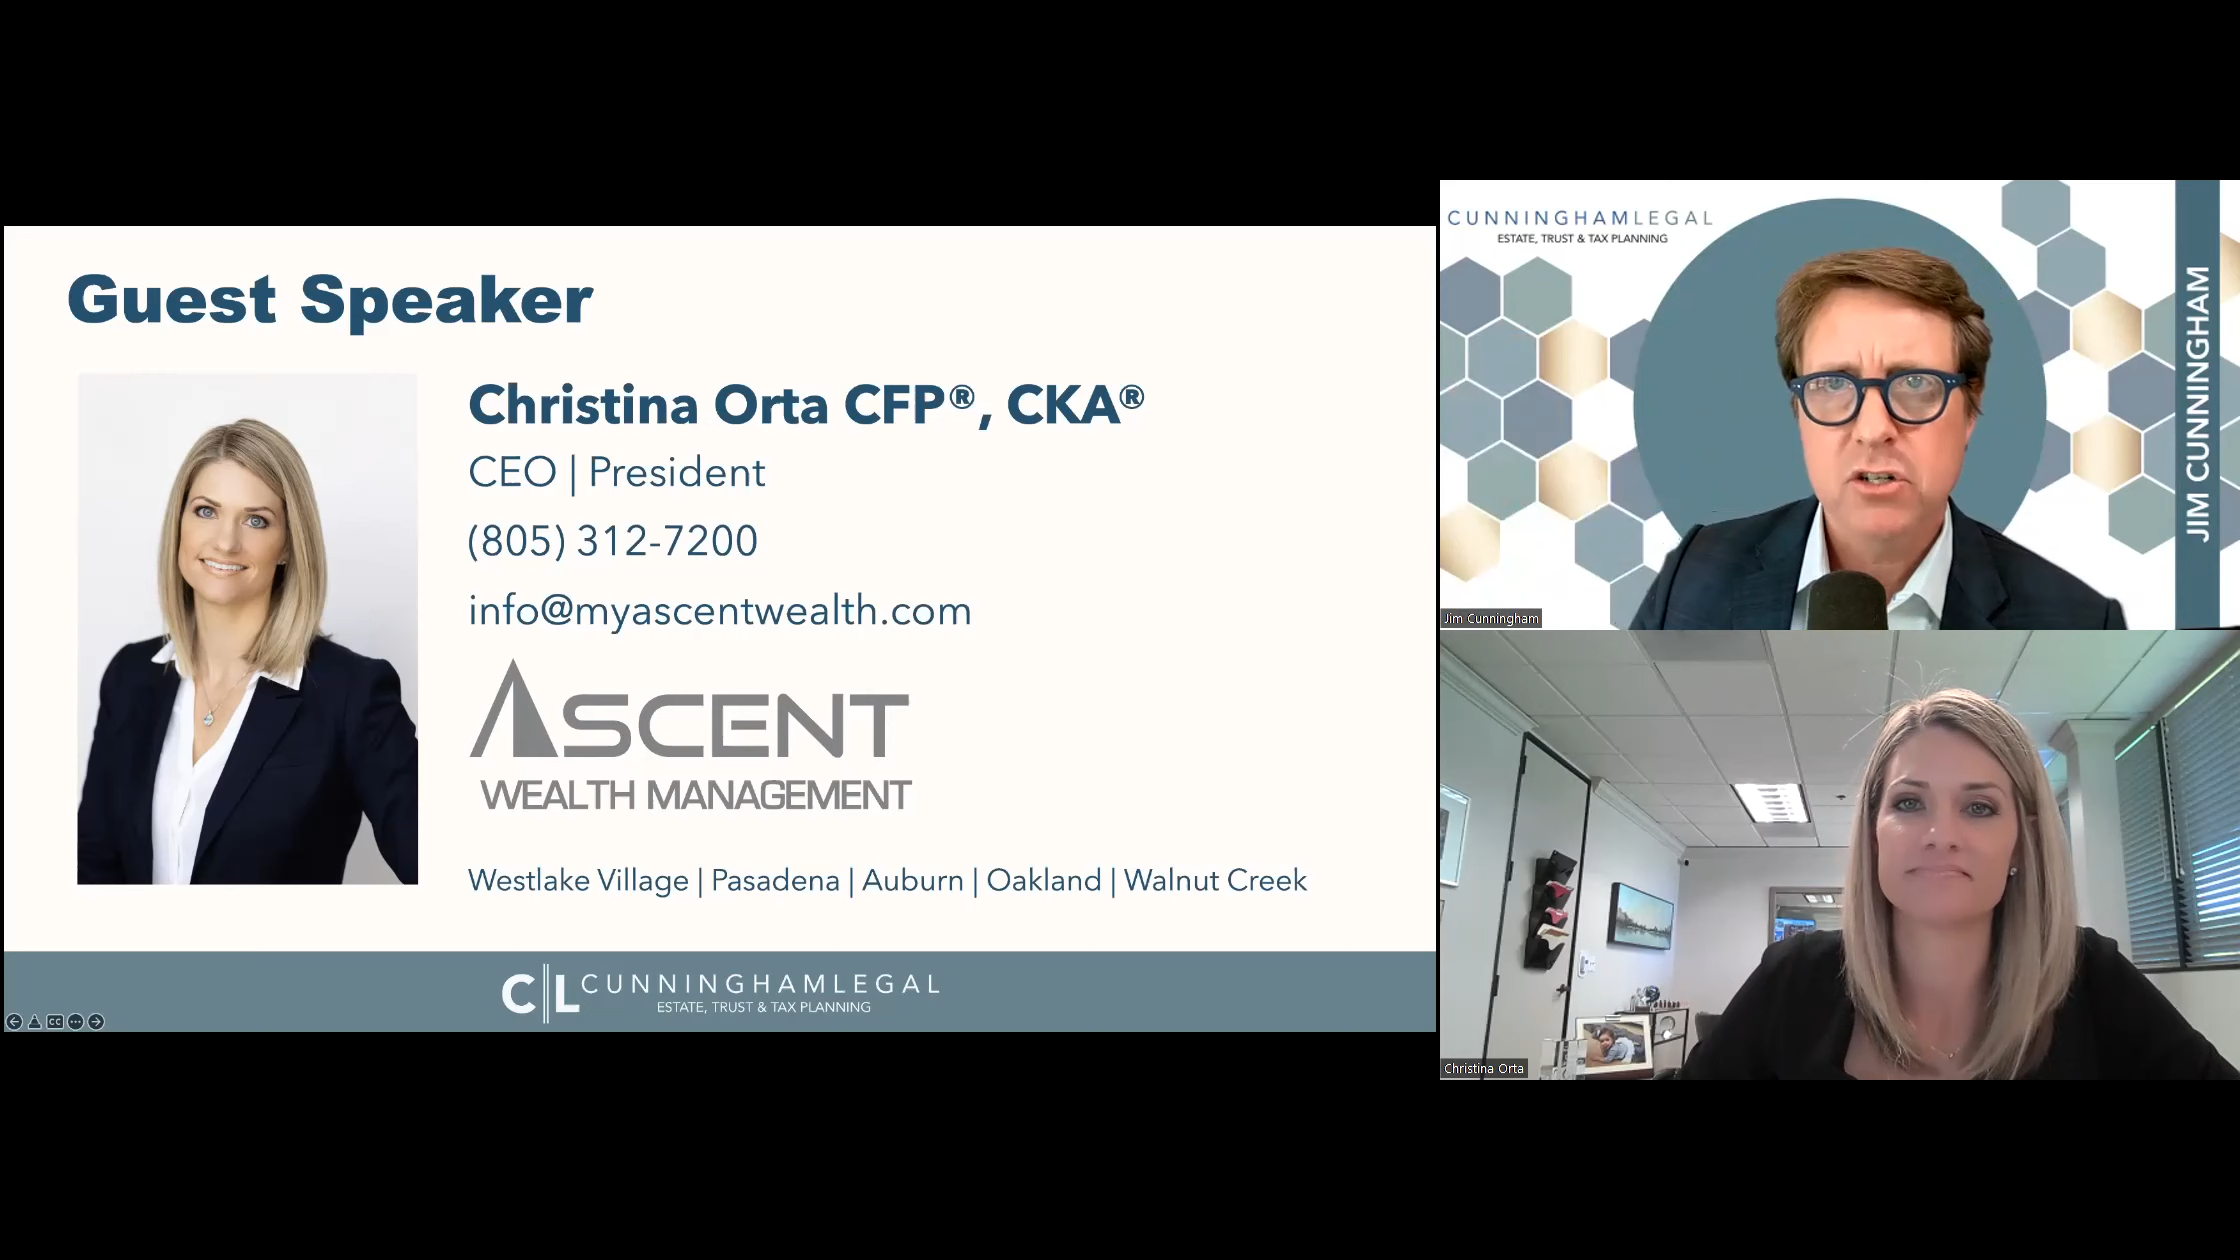 Guest Speaker
Christina Orta CFP®, CKA®
CEO | President
(805) 312-7200
info@myascentwealth.com
ASCENT
WEALTH MANAGEMENT
Westlake Village | Pasadena | Auburn | Oakland | Walnut Creek
CL CUNNINGHAMLEGAL
ESTATE, TRUST & TAX PLANNING
CC
CUNNINGHAMLEGAL
ESTATE, TRUST & TAX PLANNING
JIM CUNNINGHAM
Jim Cunningham
Christina Orta